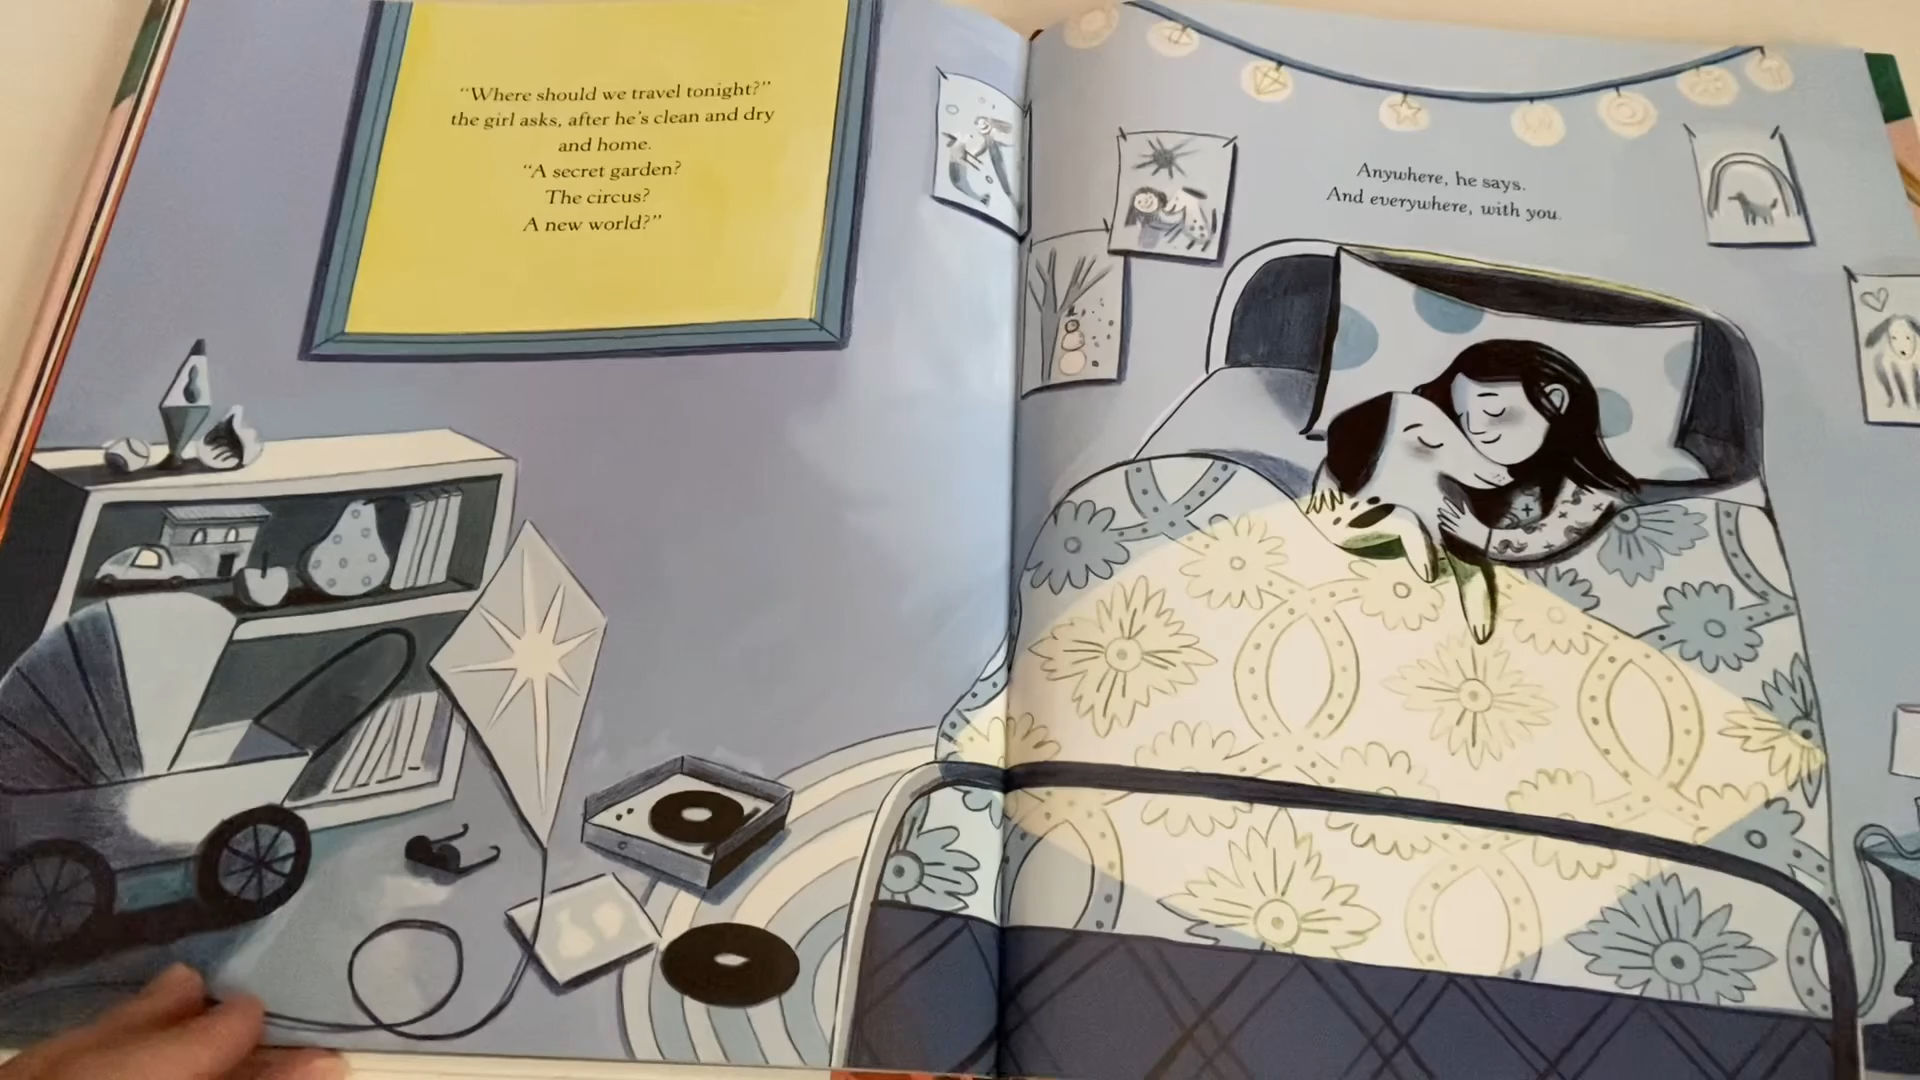 “Where should we travel tonight?”
the girl asks, after he’s clean and dry
and home.
“A secret garden?
The circus?
A new world?”
Anywhere, he says.
And everywhere, with you.